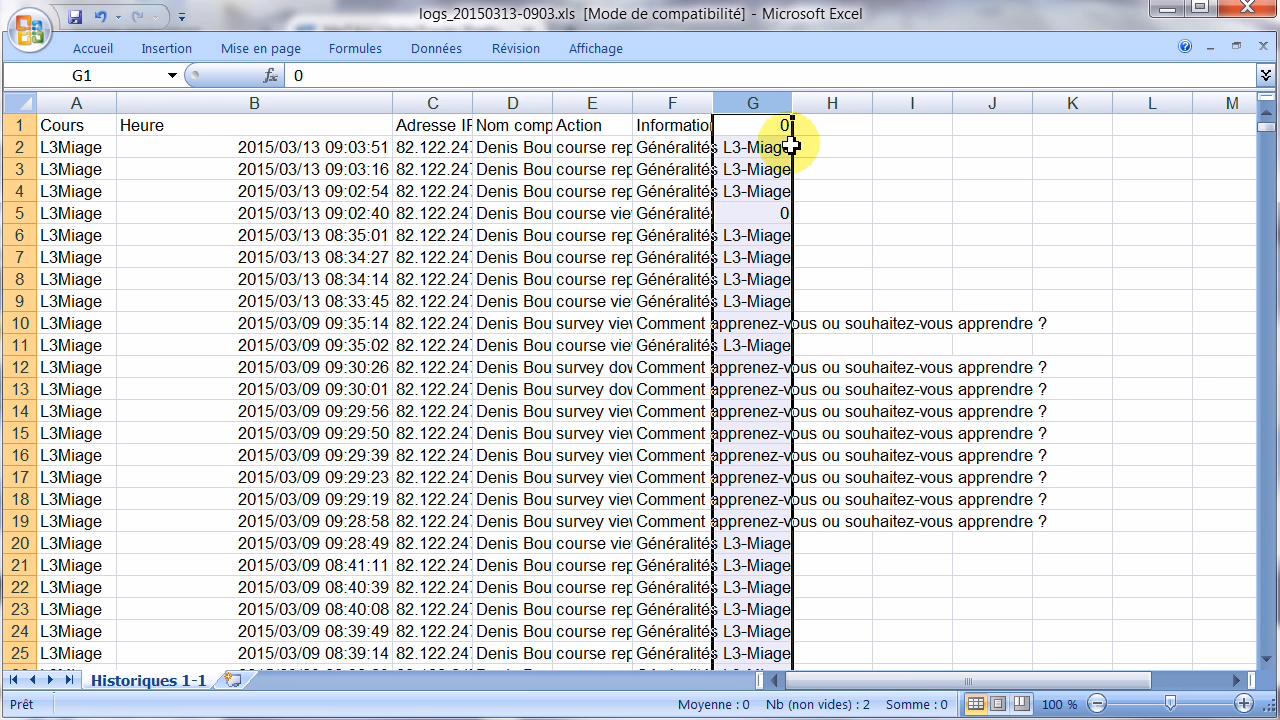 logs_20150313-0903.xls [Mode de compatibilité] - Microsoft Excel
Accueil Insertion Mise en page Formules Données Révision Affichage
G1 fx 0
A B C D E F G H I J K L M
1 Cours Heure Adresse IP Nom comp Action Information 0
2 L3Miage 2015/03/13 09:03:51 82.122.247 Denis Bou course rep Généralités L3-Miage
3 L3Miage 2015/03/13 09:03:16 82.122.247 Denis Bou course rep Généralités L3-Miage
4 L3Miage 2015/03/13 09:02:54 82.122.247 Denis Bou course rep Généralités L3-Miage
5 L3Miage 2015/03/13 09:02:40 82.122.247 Denis Bou course view Généralités 0
6 L3Miage 2015/03/13 08:35:01 82.122.247 Denis Bou course rep Généralités L3-Miage
7 L3Miage 2015/03/13 08:34:27 82.122.247 Denis Bou course rep Généralités L3-Miage
8 L3Miage 2015/03/13 08:34:14 82.122.247 Denis Bou course rep Généralités L3-Miage
9 L3Miage 2015/03/13 08:33:45 82.122.247 Denis Bou course view Généralités L3-Miage
10 L3Miage 2015/03/09 09:35:14 82.122.247 Denis Bou survey view Comment apprenez-vous ou souhaitez-vous apprendre ?
11 L3Miage 2015/03/09 09:35:02 82.122.247 Denis Bou course view Généralités L3-Miage
12 L3Miage 2015/03/09 09:30:26 82.122.247 Denis Bou survey dow Comment apprenez-vous ou souhaitez-vous apprendre ?
13 L3Miage 2015/03/09 09:30:01 82.122.247 Denis Bou survey dow Comment apprenez-vous ou souhaitez-vous apprendre ?
14 L3Miage 2015/03/09 09:29:56 82.122.247 Denis Bou survey view Comment apprenez-vous ou souhaitez-vous apprendre ?
15 L3Miage 2015/03/09 09:29:50 82.122.247 Denis Bou survey view Comment apprenez-vous ou souhaitez-vous apprendre ?
16 L3Miage 2015/03/09 09:29:39 82.122.247 Denis Bou survey view Comment apprenez-vous ou souhaitez-vous apprendre ?
17 L3Miage 2015/03/09 09:29:23 82.122.247 Denis Bou survey view Comment apprenez-vous ou souhaitez-vous apprendre ?
18 L3Miage 2015/03/09 09:29:19 82.122.247 Denis Bou survey view Comment apprenez-vous ou souhaitez-vous apprendre ?
19 L3Miage 2015/03/09 09:28:58 82.122.247 Denis Bou survey view Comment apprenez-vous ou souhaitez-vous apprendre ?
20 L3Miage 2015/03/09 09:28:49 82.122.247 Denis Bou course view Généralités L3-Miage
21 L3Miage 2015/03/09 08:41:11 82.122.247 Denis Bou course rep Généralités L3-Miage
22 L3Miage 2015/03/09 08:40:39 82.122.247 Denis Bou course rep Généralités L3-Miage
23 L3Miage 2015/03/09 08:40:08 82.122.247 Denis Bou course rep Généralités L3-Miage
24 L3Miage 2015/03/09 08:39:49 82.122.247 Denis Bou course rep Généralités L3-Miage
25 L3Miage 2015/03/09 08:39:14 82.122.247 Denis Bou course rep Généralités L3-Miage
Historiques 1-1
Prêt Moyenne : 0 Nb (non vides) : 2 Somme : 0 100 %